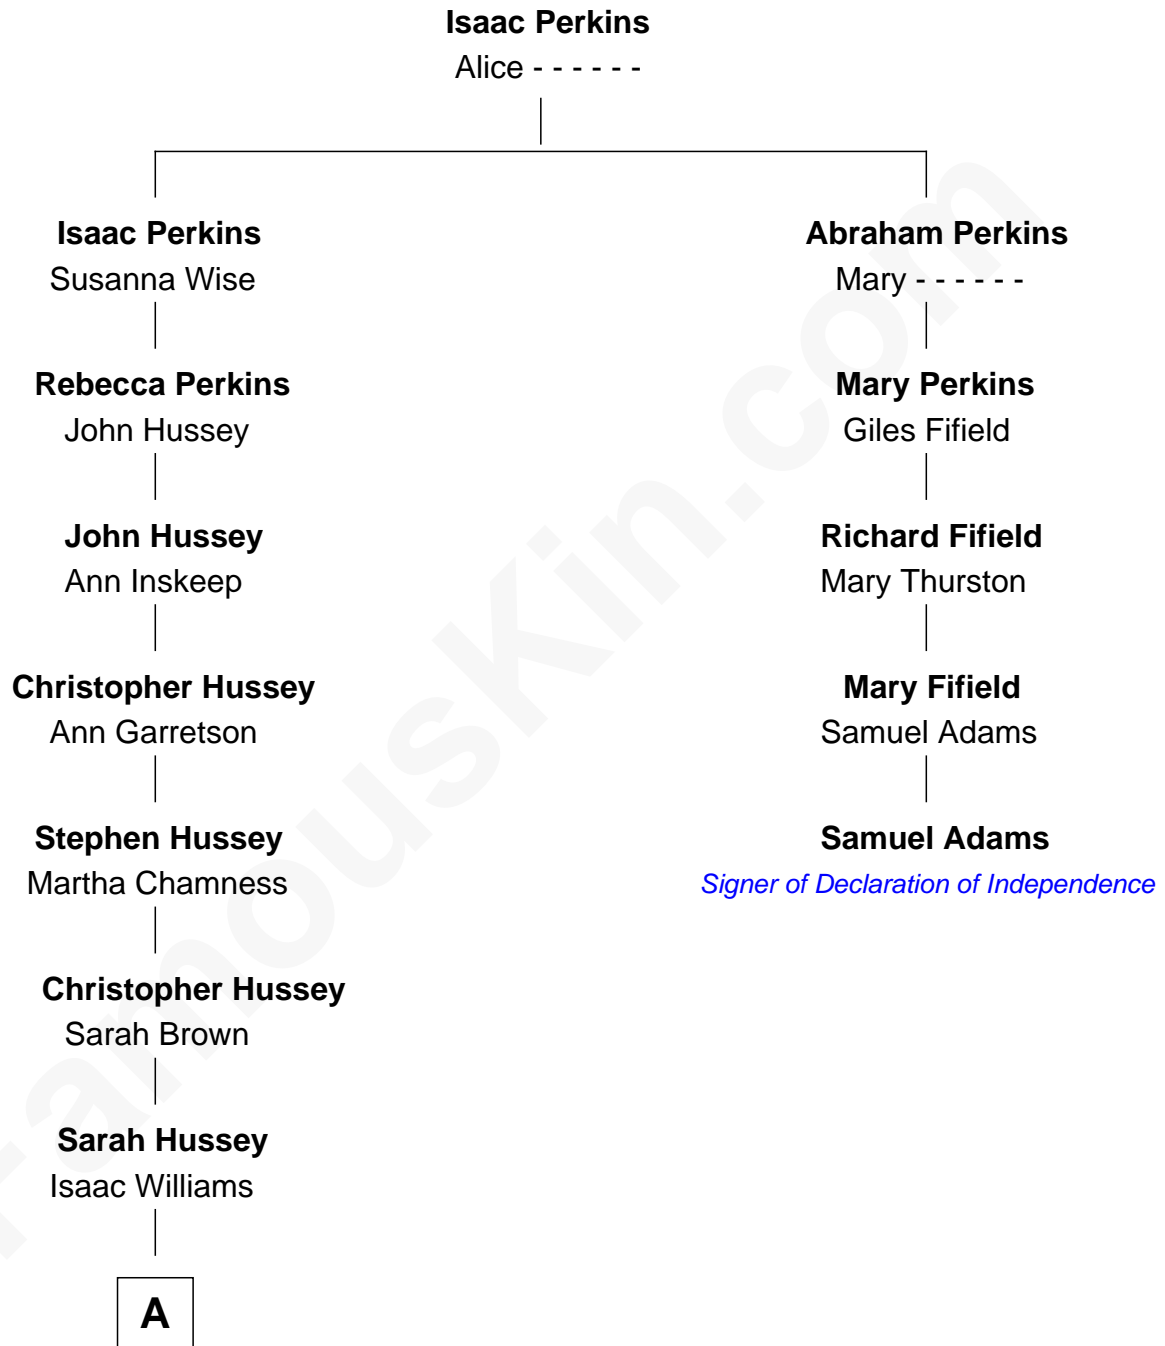 Isaac Perkins
Alice - - - - - -
Isaac Perkins
Susanna Wise
Abraham Perkins
Mary - - - - - -
Rebecca Perkins
John Hussey
Mary Perkins
Giles Fifield
John Hussey
Ann Inskeep
Richard Fifield
Mary Thurston
Christopher Hussey
Ann Garretson
Mary Fifield
Samuel Adams
Stephen Hussey
Martha Chamness
Samuel Adams
Signer of Declaration of Independence
Christopher Hussey
Sarah Brown
Sarah Hussey
Isaac Williams
A
FamousKin.com